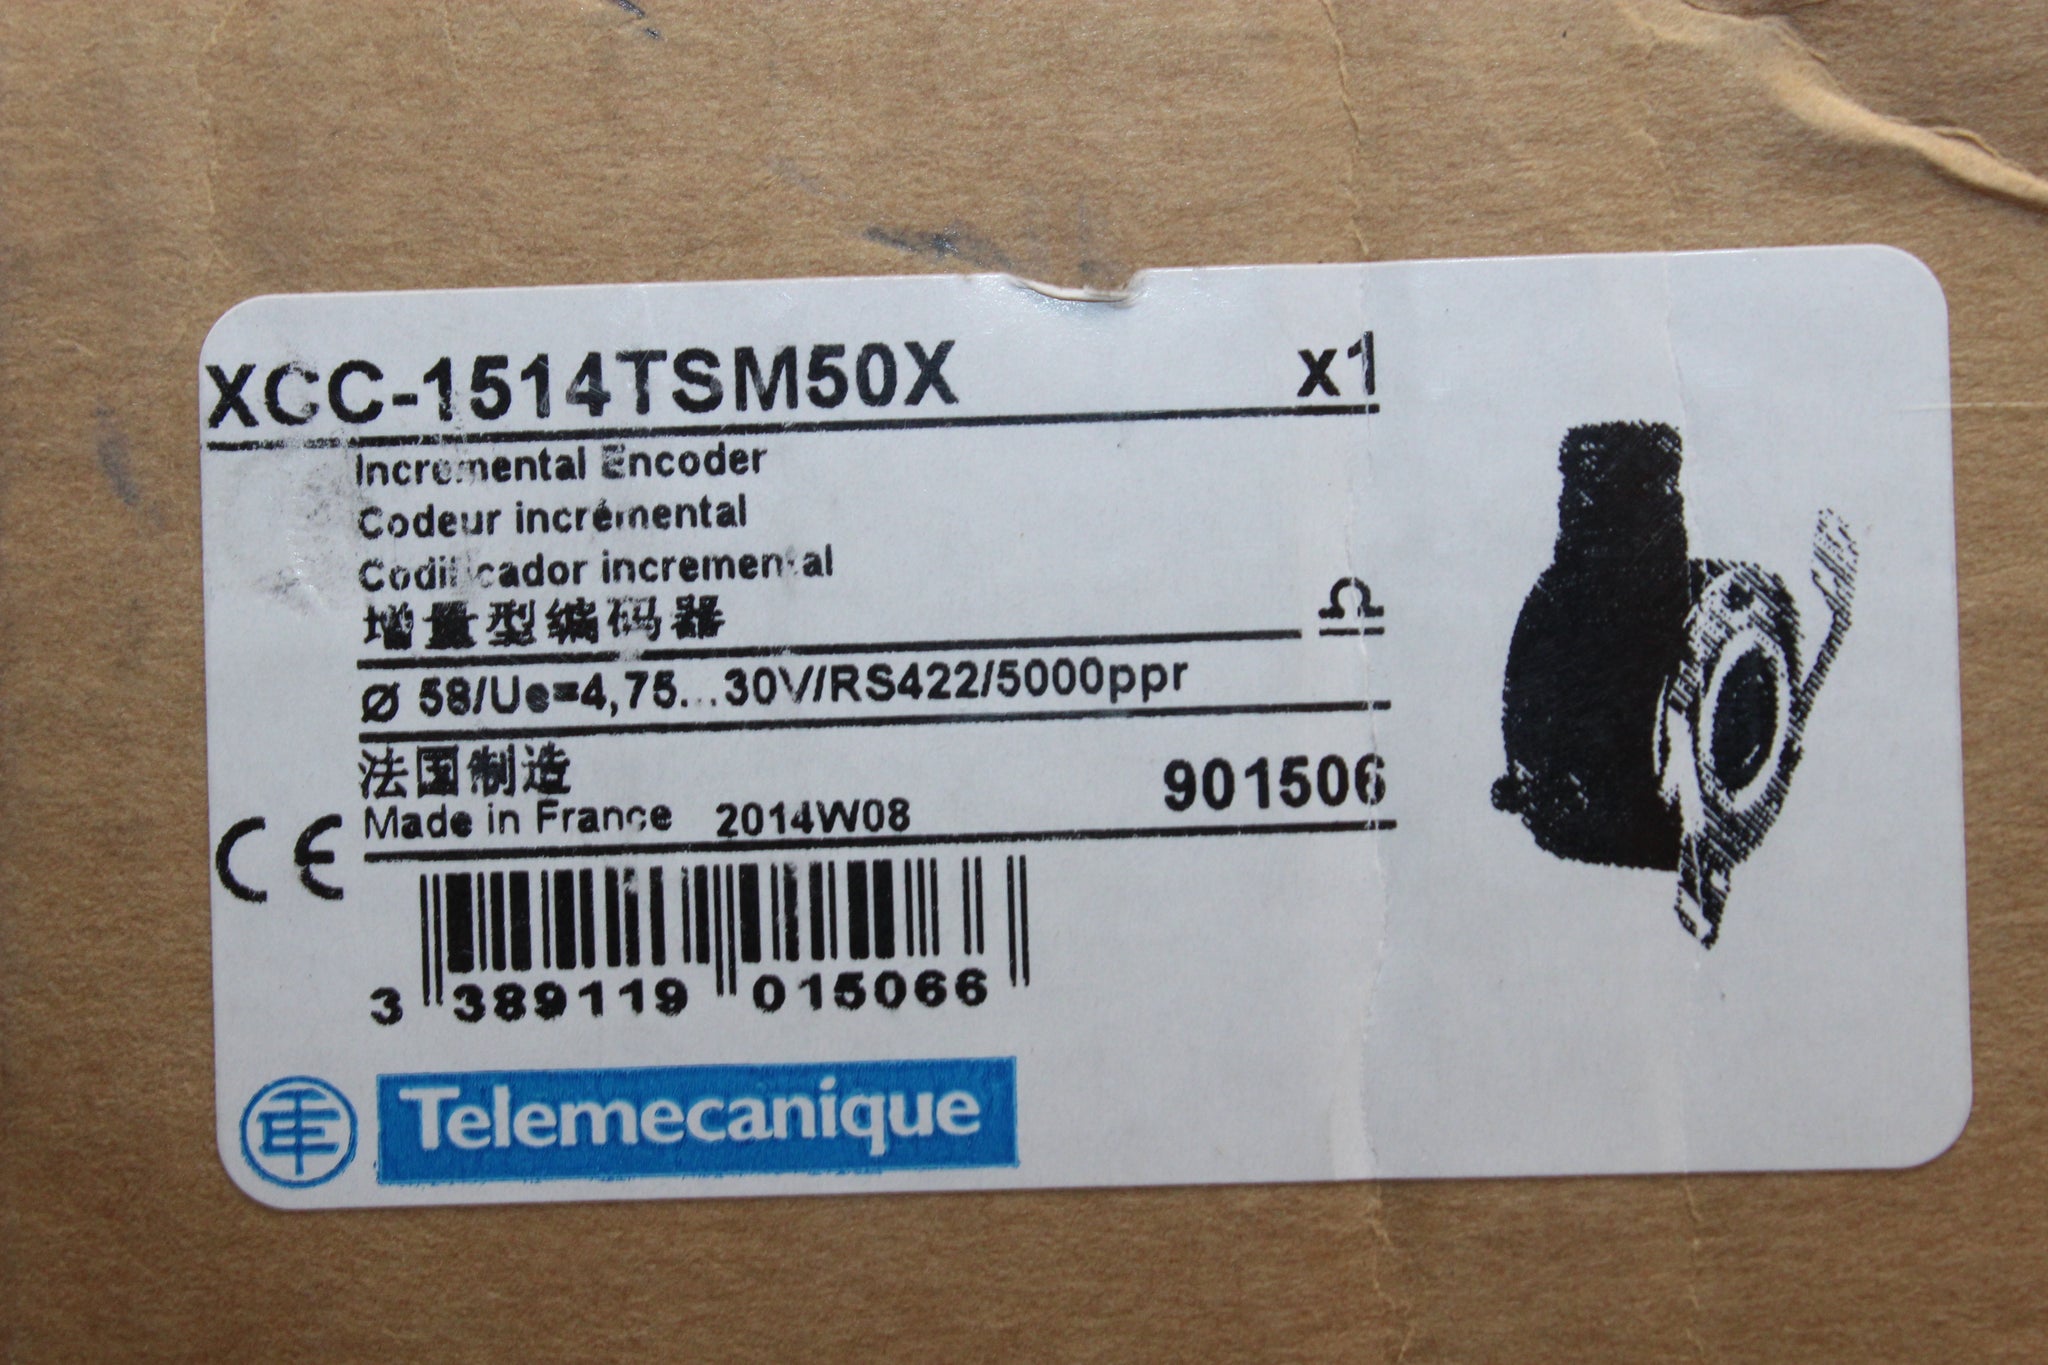 XCC-1514TSM50X x1
Incremental Encoder
Codeur incrémental
Codificador incremental
增量型编码器
Ø 58/Ue=4,75...30V/RS422/5000ppr
法国制造
Made in France 2014W08 901506
CE
3 389119 015066
Telemecanique